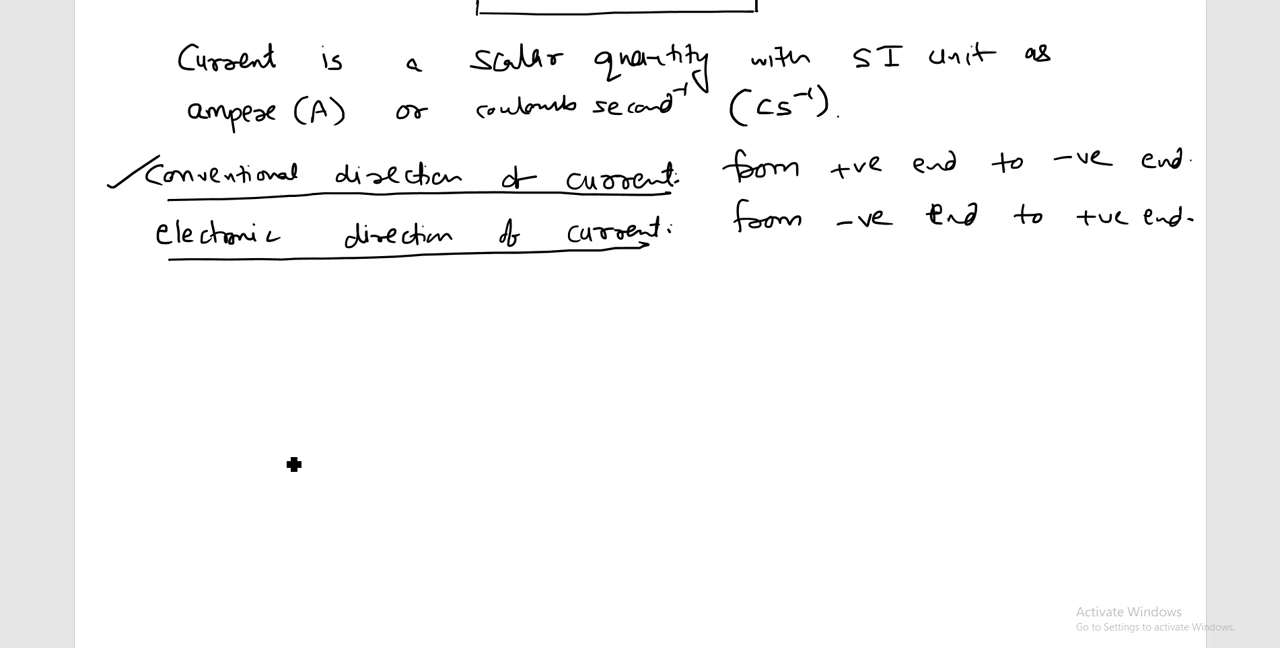 Current is a scalar quantity with SI unit as
ampere (A) or coulomb second⁻¹ (Cs⁻¹).
Conventional direction of current: from +ve end to -ve end.
electronic direction of current: from -ve end to +ve end.
Activate Windows
Go to Settings to activate Windows.